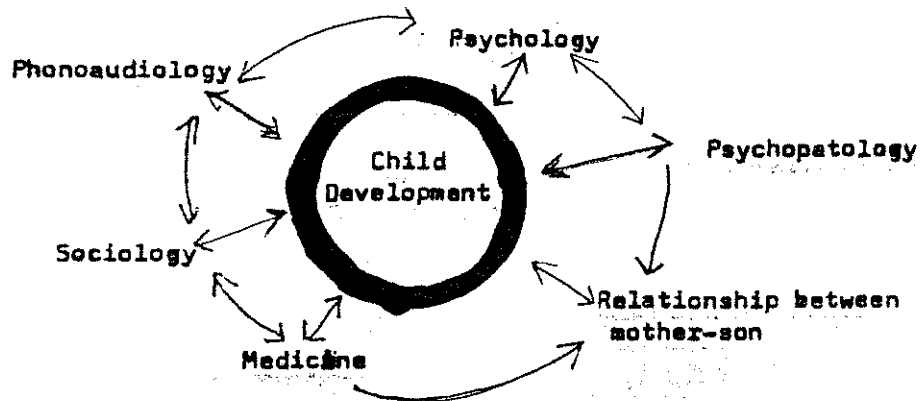 Psychology
Phonoaudiology
Child
Development
Psychopatology
Sociology
Relationship between
mother-son
Medicine